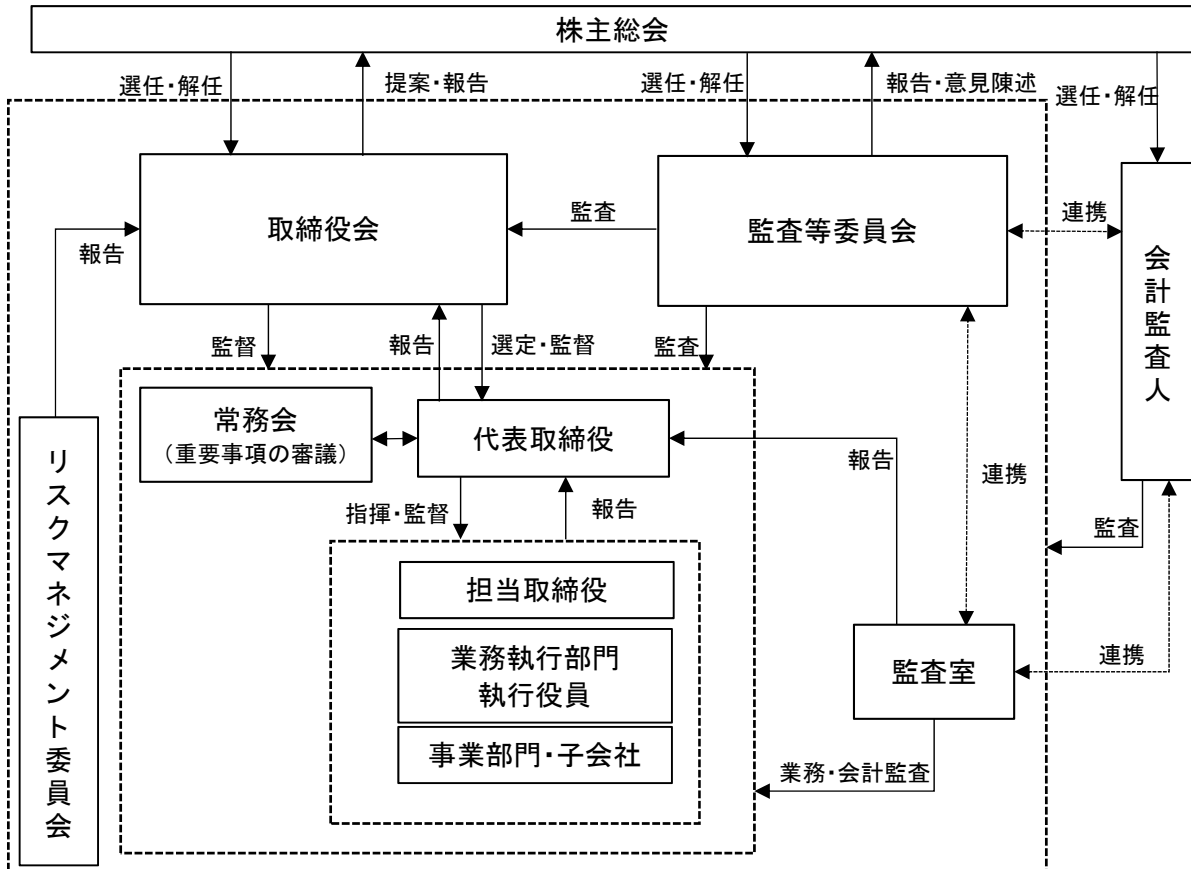 株主総会
選任・解任
提案・報告
選任・解任
報告・意見陳述
選任・解任
取締役会
監査
監査等委員会
連携
会計監査人
報告
監督
報告
選定・監督
監査
常務会
（重要事項の審議）
代表取締役
報告
連携
指揮・監督
報告
監査
リスクマネジメント委員会
担当取締役
業務執行部門
執行役員
事業部門・子会社
監査室
連携
業務・会計監査